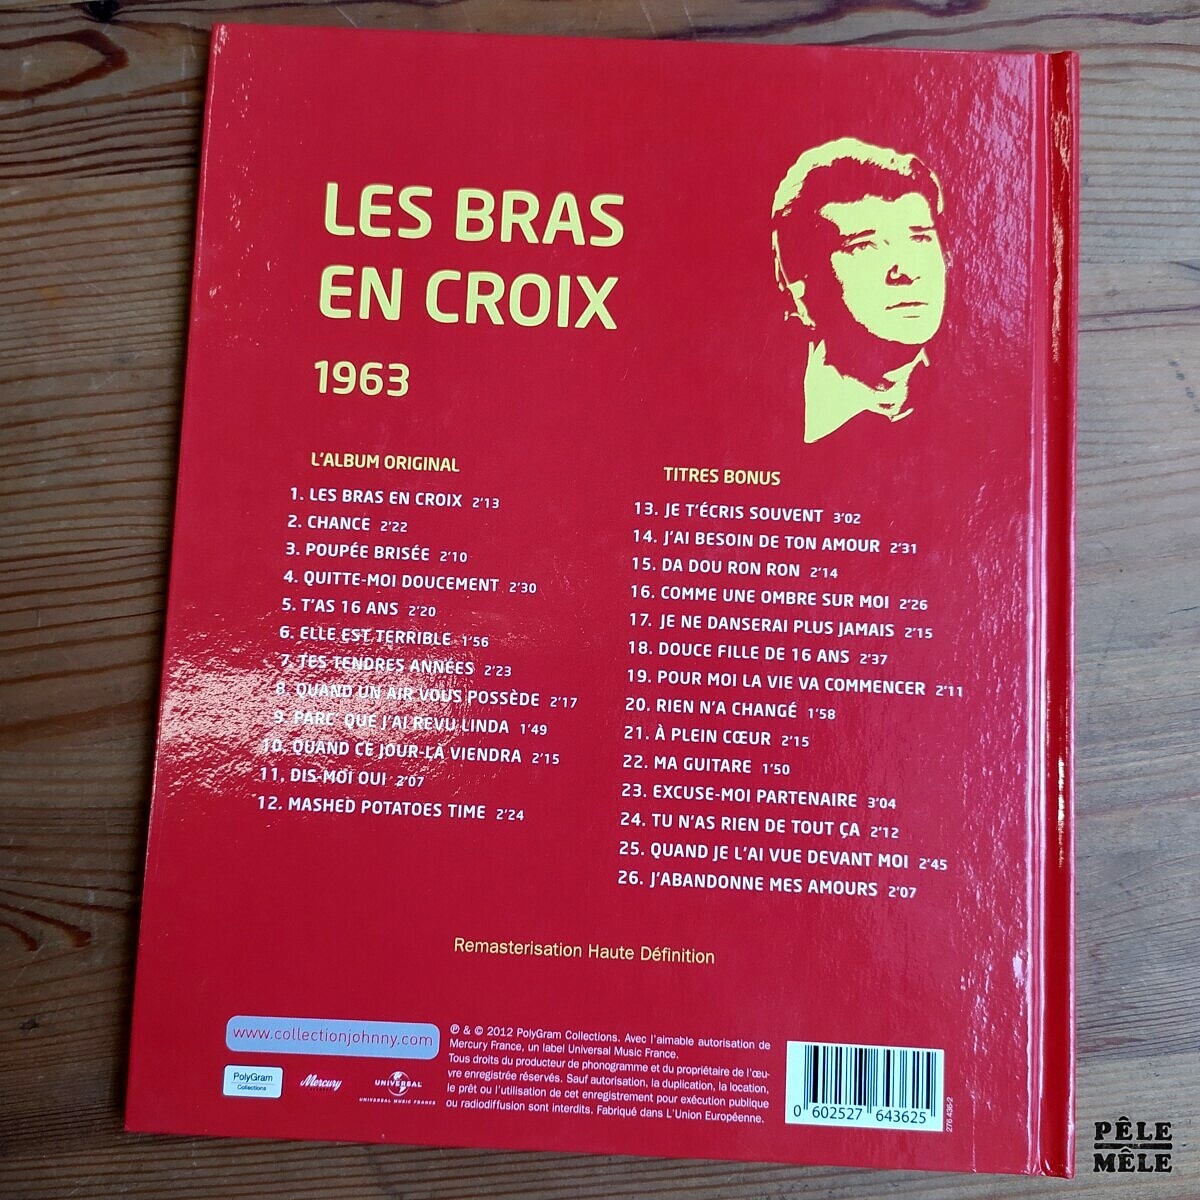 LES BRAS
EN CROIX
1963
L'ALBUM ORIGINAL
1. LES BRAS EN CROIX 2'13
2. CHANCE 2'22
3. POUPÉE BRISÉE 2'10
4. QUITTE-MOI DOUCEMENT 2'30
5. T'AS 16 ANS 2'20
6. ELLE EST TERRIBLE 1'56
7. TES TENDRES ANNÉES 2'23
8. QUAND UN AIR VOUS POSSÈDE 2'17
9. PARC' QUE J'AI REVU LINDA 1'49
10. QUAND CE JOUR-LÀ VIENDRA 2'15
11. DIS-MOI OUI 2'07
12. MASHED POTATOES TIME 2'24
TITRES BONUS
13. JE T'ÉCRIS SOUVENT 3'02
14. J'AI BESOIN DE TON AMOUR 2'31
15. DA DOU RON RON 2'14
16. COMME UNE OMBRE SUR MOI 2'26
17. JE NE DANSERAI PLUS JAMAIS 2'15
18. DOUCE FILLE DE 16 ANS 2'37
19. POUR MOI LA VIE VA COMMENCER 2'11
20. RIEN N'A CHANGÉ 1'58
21. À PLEIN CŒUR 2'15
22. MA GUITARE 1'50
23. EXCUSE-MOI PARTENAIRE 3'04
24. TU N'AS RIEN DE TOUT ÇA 2'12
25. QUAND JE L'AI VUE DEVANT MOI 2'45
26. J'ABANDONNE MES AMOURS 2'07
Remasterisation Haute Définition
www.collectionjohnny.com
PolyGram
Collections
Mercury
UNIVERSAL
UNIVERSAL MUSIC FRANCE
℗ & © 2012 PolyGram Collections. Avec l'aimable autorisation de
Mercury France, un label Universal Music France.
Tous droits du producteur de phonogramme et du propriétaire de l'œu-
vre enregistrée réservés. Sauf autorisation, la duplication, la location,
le prêt ou l'utilisation de cet enregistrement pour exécution publique
ou radiodiffusion sont interdits. Fabriqué dans L'Union Européenne.
0 602527 643625
276 436-2
PÊLE
MÊLE